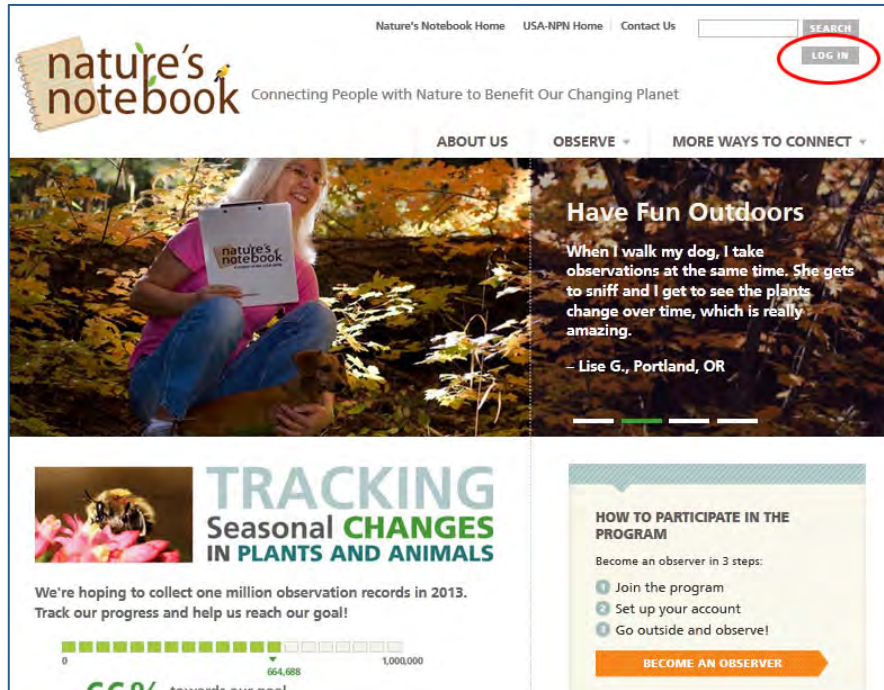 Nature's Notebook Home USA-NPN Home Contact Us SEARCH
LOG IN
nature's
notebook
Connecting People with Nature to Benefit Our Changing Planet
ABOUT US OBSERVE MORE WAYS TO CONNECT
nature's
notebook
Have Fun Outdoors
When I walk my dog, I take
observations at the same time. She gets
to sniff and I get to see the plants
change over time, which is really
amazing.
– Lise G., Portland, OR
TRACKING
Seasonal CHANGES
IN PLANTS AND ANIMALS
We're hoping to collect one million observation records in 2013.
Track our progress and help us reach our goal!
0 1,000,000
664,688
66% towards our goal
HOW TO PARTICIPATE IN THE
PROGRAM
Become an observer in 3 steps:
1 Join the program
2 Set up your account
3 Go outside and observe!
BECOME AN OBSERVER